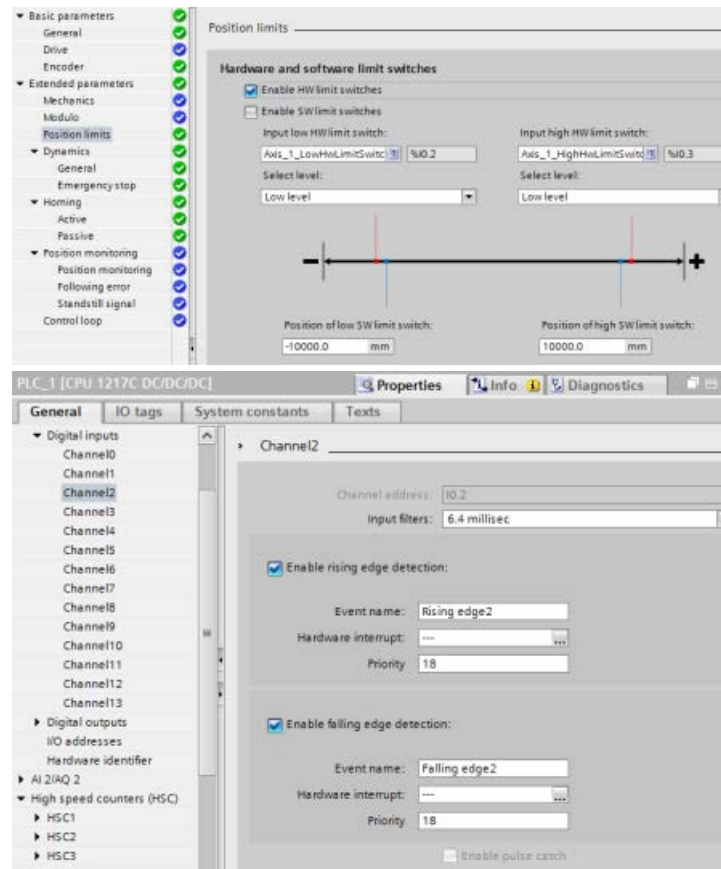 Basic parameters
General
Drive
Encoder
Extended parameters
Mechanics
Modulo
Position limits
Dynamics
General
Emergency stop
Homing
Active
Passive
Position monitoring
Position monitoring
Following error
Standstill signal
Control loop
Position limits
Hardware and software limit switches
Enable HW limit switches
Enable SW limit switches
Input low HW limit switch: Input high HW limit switch:
Axis_1_LowHwLimitSwitc %I0.2 Axis_1_HighHwLimitSwitc %I0.3
Select level: Select level:
Low level Low level
− +
Position of low SW limit switch: Position of high SW limit switch:
-10000.0 mm 10000.0 mm
PLC_1 [CPU 1217C DC/DC/DC] Properties Info Diagnostics
General IO tags System constants Texts
Digital inputs
Channel0
Channel1
Channel2
Channel3
Channel4
Channel5
Channel6
Channel7
Channel8
Channel9
Channel10
Channel11
Channel12
Channel13
Digital outputs
I/O addresses
Hardware identifier
AI 2/AQ 2
High speed counters (HSC)
HSC1
HSC2
HSC3
Channel2
Channel address: I0.2
Input filters: 6.4 millisec
Enable rising edge detection:
Event name: Rising edge2
Hardware interrupt: --- ...
Priority 18
Enable falling edge detection:
Event name: Falling edge2
Hardware interrupt: --- ...
Priority 18
Enable pulse catch